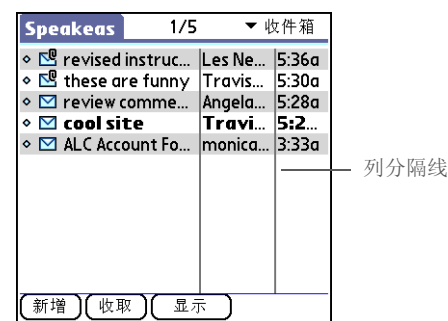 Speakeas 1/5 收件箱
revised instruc... Les Ne... 5:36a
these are funny Travis... 5:30a
review comme... Angela... 5:28a
cool site Travi... 5:2...
ALC Account Fo... monica... 3:33a
列分隔线
新增 收取 显示